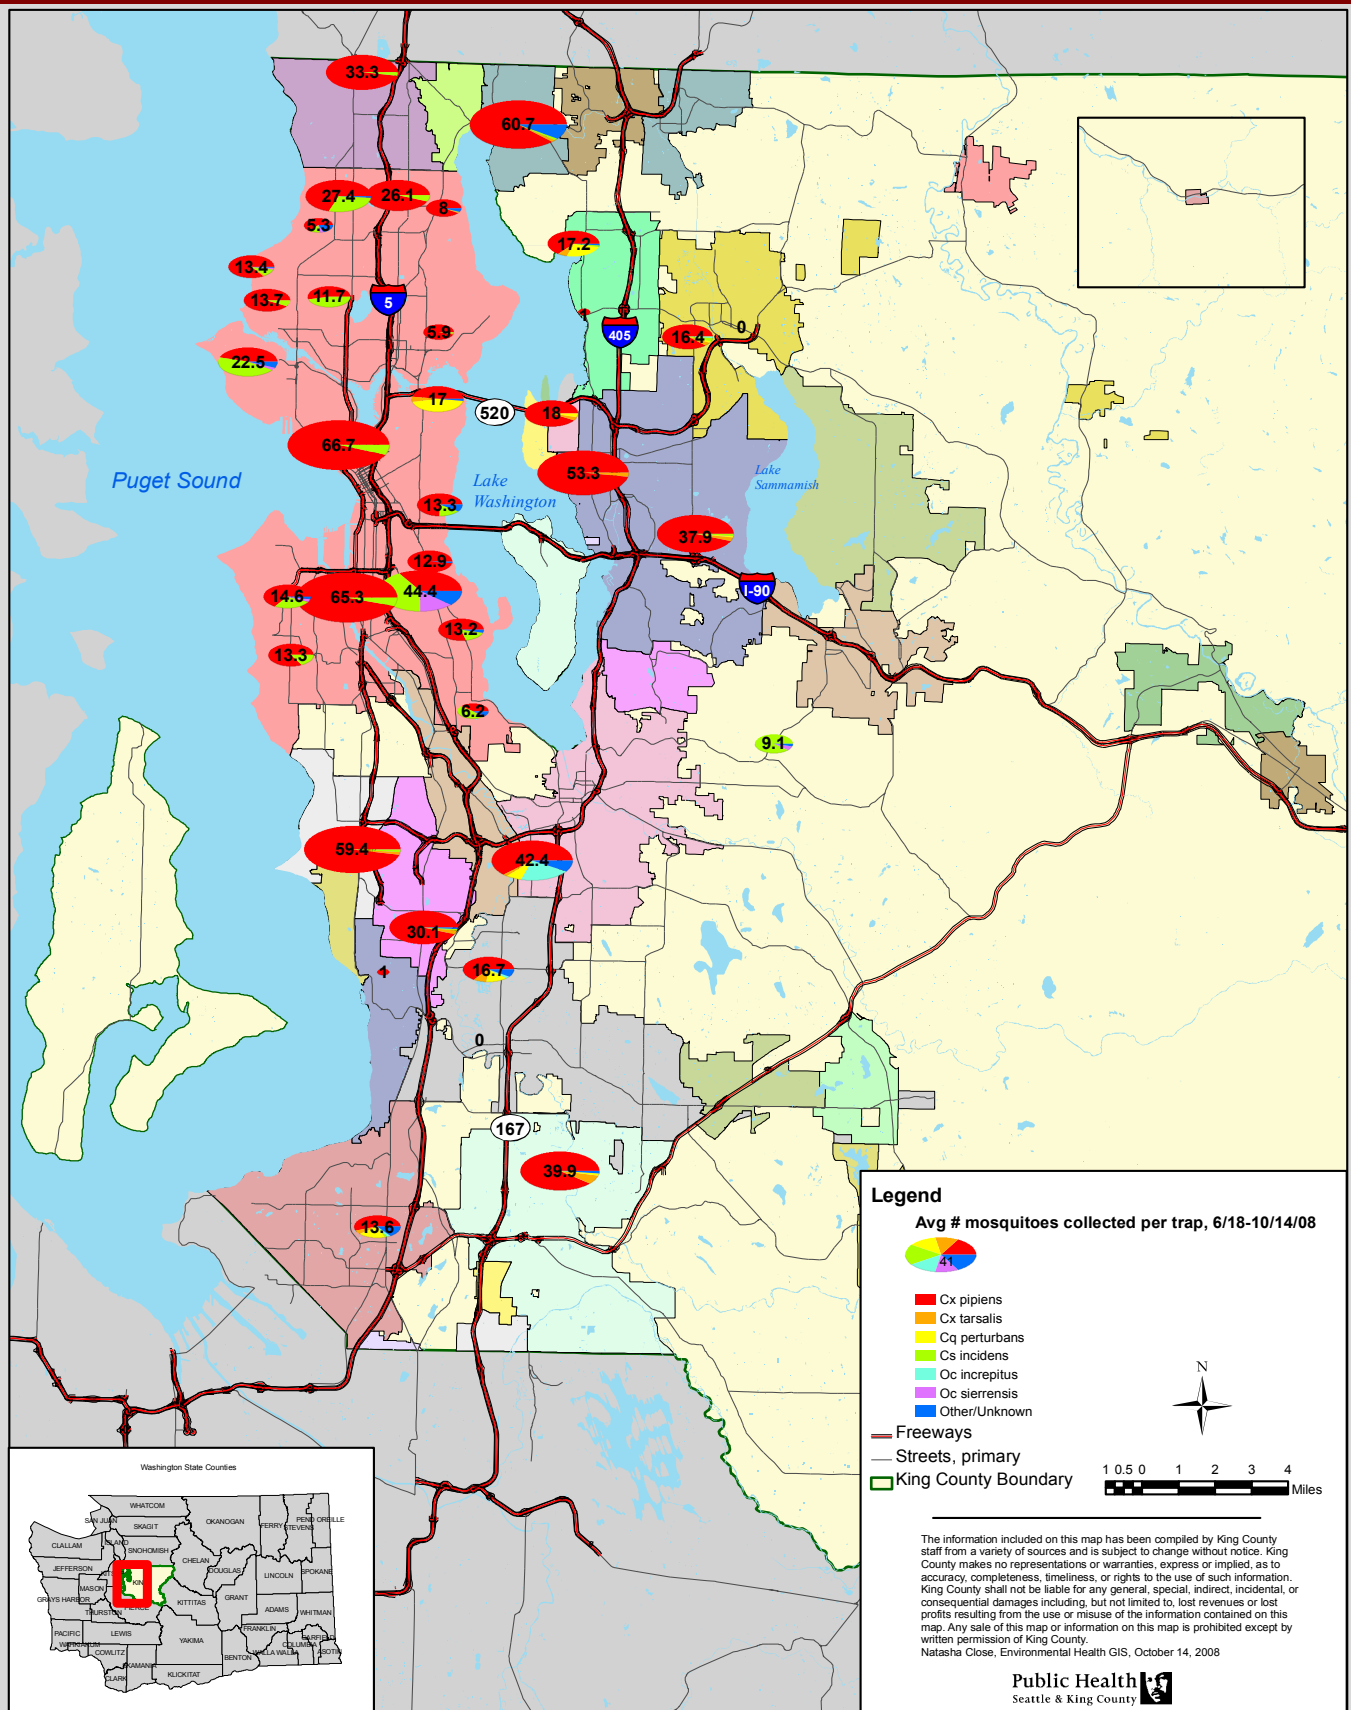 33.3
60.7
27.4
26.1
8
5.3
17.2
13.4
13.7
11.7
5
1
5.9
405
16.4
0
22.5
17
520
18
66.7
Puget Sound
53.3
Lake
Washington
Lake
Sammamish
13.3
37.9
12.9
I-90
14.6
65.3
44.4
13.2
13.3
6.2
9.1
59.4
42.4
30.1
1
16.7
0
167
39.9
13.6
Legend
Avg # mosquitoes collected per trap, 6/18-10/14/08
41
Cx pipiens
Cx tarsalis
Cq perturbans
Cs incidens
Oc increpitus
Oc sierrensis
Other/Unknown
Freeways
Streets, primary
King County Boundary
N
1 0.5 0 1 2 3 4
Miles
The information included on this map has been compiled by King County
staff from a variety of sources and is subject to change without notice. King
County makes no representations or warranties, express or implied, as to
accuracy, completeness, timeliness, or rights to the use of such information.
King County shall not be liable for any general, special, indirect, incidental, or
consequential damages including, but not limited to, lost revenues or lost
profits resulting from the use or misuse of the information contained on this
map. Any sale of this map or information on this map is prohibited except by
written permission of King County.
Natasha Close, Environmental Health GIS, October 14, 2008
Public Health
Seattle & King County
Washington State Counties
WHATCOM
SAN JUAN
SKAGIT
OKANOGAN
FERRY
STEVENS
PEND OREILLE
CLALLAM
ISLAND
SNOHOMISH
CHELAN
JEFFERSON
DOUGLAS
LINCOLN
SPOKANE
KING
MASON
GRAYS HARBOR
KITTITAS
GRANT
THURSTON
PIERCE
ADAMS
WHITMAN
PACIFIC
LEWIS
FRANKLIN
YAKIMA
GARFIELD
WAHKIAKUM
COWLITZ
BENTON
WALLA WALLA
COLUMBIA
ASOTIN
SKAMANIA
KLICKITAT
CLARK